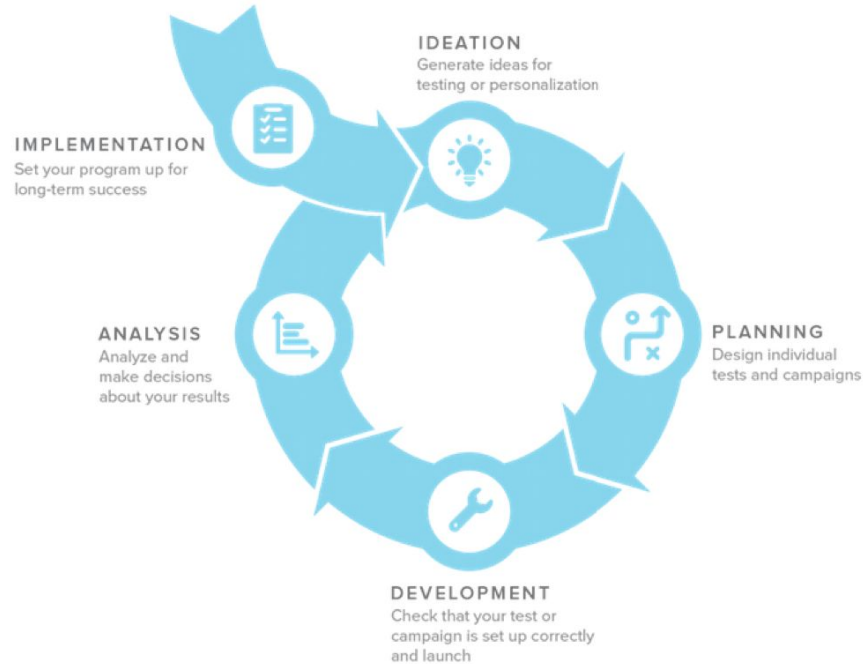 IDEATION
Generate ideas for
testing or personalization
IMPLEMENTATION
Set your program up for
long-term success
ANALYSIS
Analyze and
make decisions
about your results
PLANNING
Design individual
tests and campaigns
DEVELOPMENT
Check that your test or
campaign is set up correctly
and launch